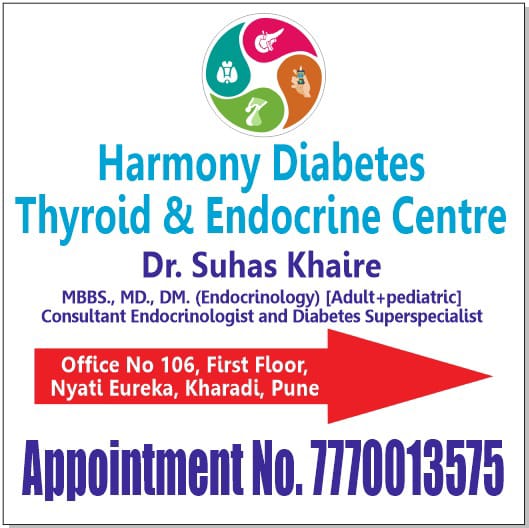 Harmony Diabetes
Thyroid & Endocrine Centre
Dr. Suhas Khaire
MBBS., MD., DM. (Endocrinology) [Adult+pediatric]
Consultant Endocrinologist and Diabetes Superspecialist
Office No 106, First Floor,
Nyati Eureka, Kharadi, Pune
Appointment No. 7770013575